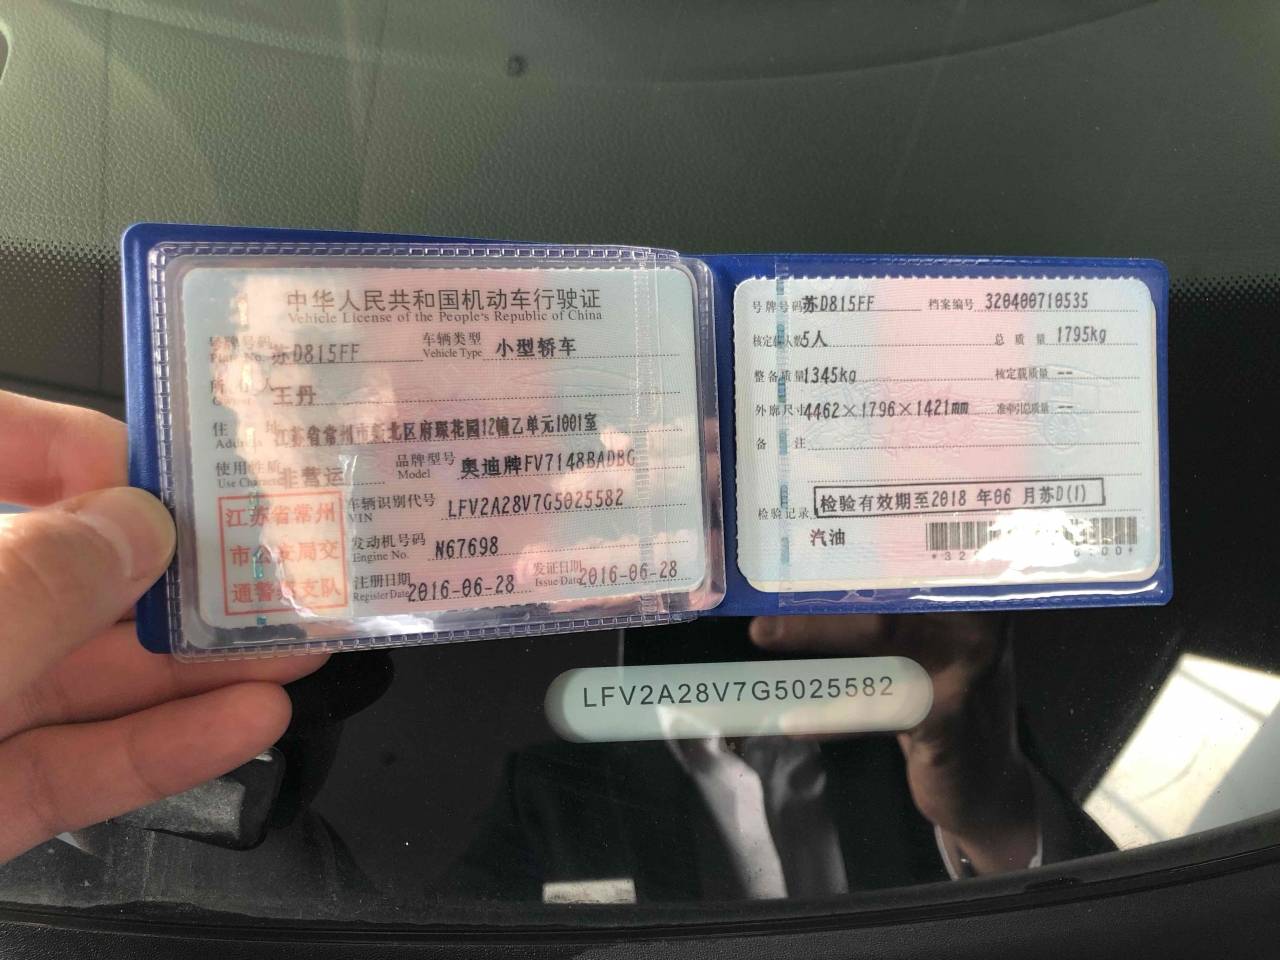 中华人民共和国机动车行驶证
Vehicle License of the People's Republic of China
号牌号码 苏D815FF 车辆类型 小型轿车
Plate No. Vehicle Type
所 人 王丹
住 址 江苏省常州市新北区府翠花园12幢乙单元1001室
Address
使用性质 非营运 品牌型号 奥迪牌FV7148BADBG
Use Character Model
江苏省常州
市公安局交
通警察支队
车辆识别代号 LFV2A28V7G5025582
VIN
发动机号码 N67698
Engine No.
注册日期 2016-06-28 发证日期 2016-06-28
Register Date Issue Date
号牌号码 苏D815FF 档案编号 320400710535
核定载人数 5人 总质量 1795kg
整备质量 1345kg 核定载质量 --
外廓尺寸 4462×1796×1421mm 准牵引总质量 --
备注
检验记录 检验有效期至2018 年06 月苏D(1)
汽油
LFV2A28V7G5025582